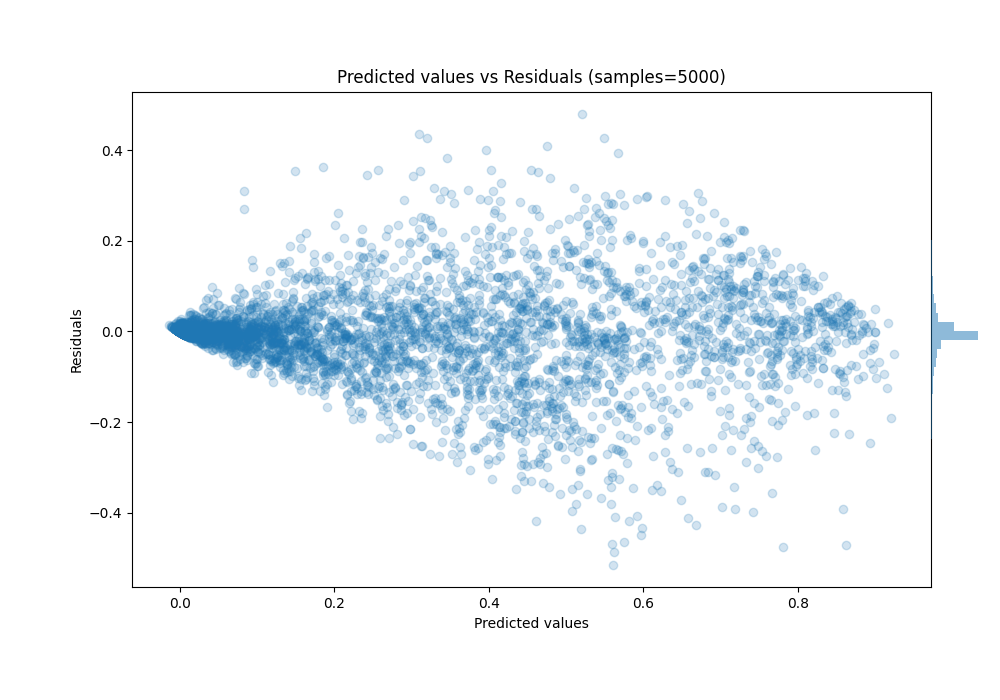 Predicted values vs Residuals (samples=5000)
Residuals
0.4
0.2
0.0
−0.2
−0.4
0.0 0.2 0.4 0.6 0.8
Predicted values